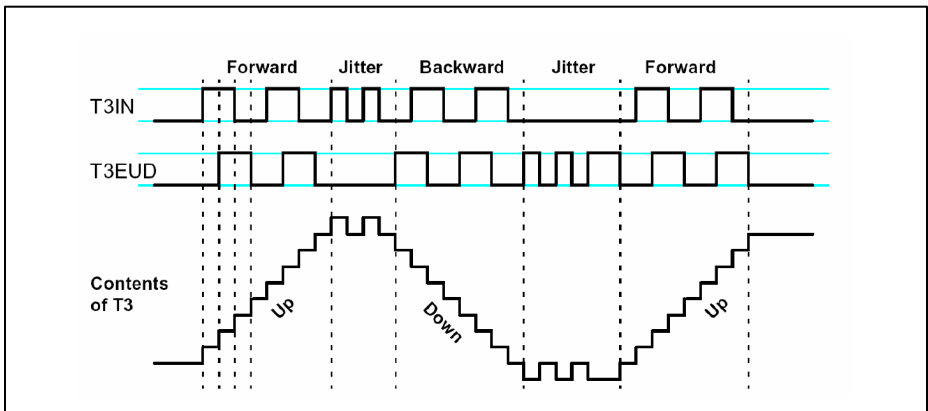 Forward Jitter Backward Jitter Forward
T3IN
T3EUD
Contents
of T3
Up
Down
Up